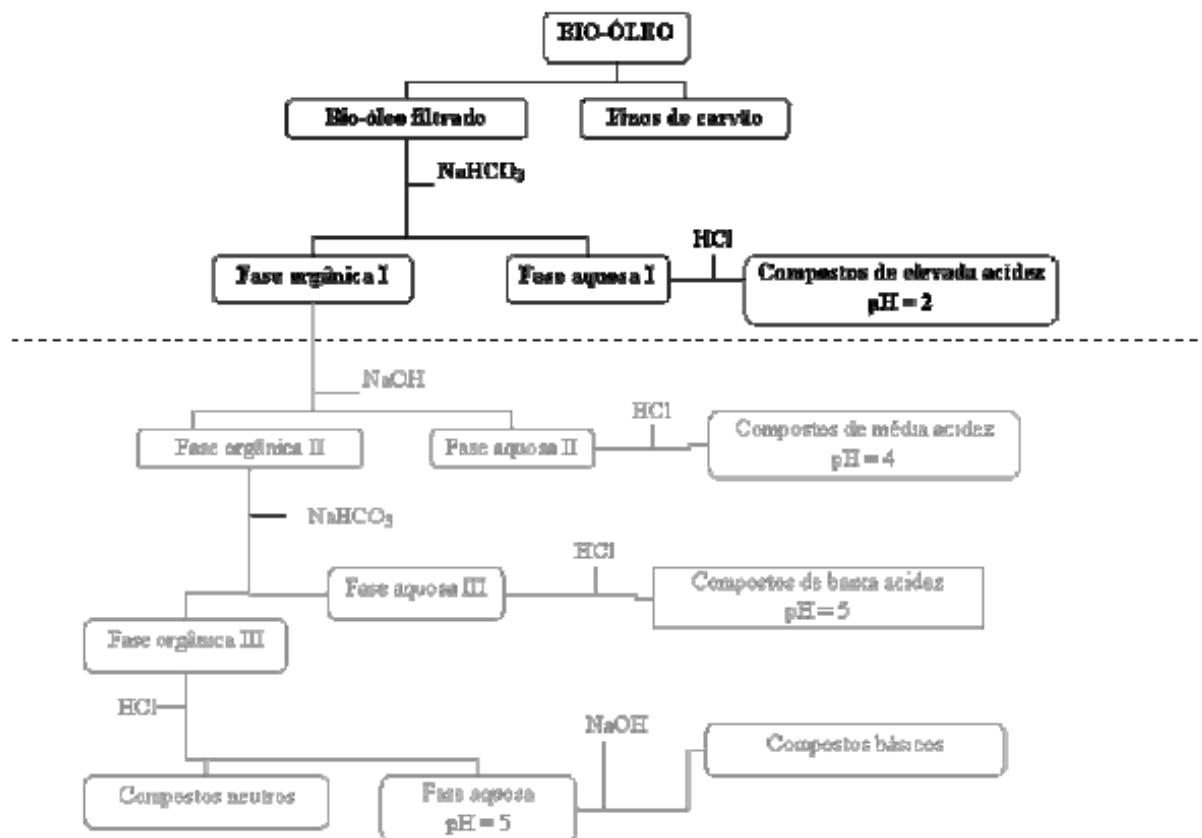 BIO-ÓLEO
Bio-óleo filtrado
Finos de carvão
NaHCO₃
HCl
Fase orgânica I
Fase aquosa I
Compostos de elevada acidez
pH = 2
NaOH
HCl
Fase orgânica II
Fase aquosa II
Compostos de média acidez
pH = 4
NaHCO₃
HCl
Fase aquosa III
Compostos de baixa acidez
pH = 5
Fase orgânica III
HCl
NaOH
Compostos básicos
Compostos neutros
Fase aquosa
pH = 5